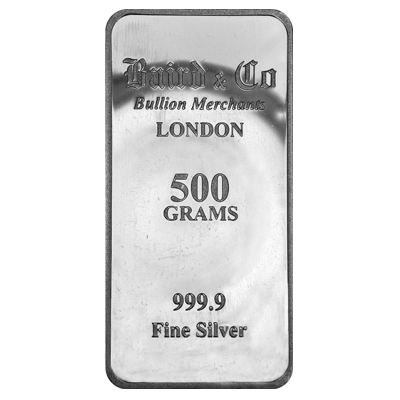 Baird & Co
Bullion Merchants
LONDON
500
GRAMS
999.9
Fine Silver